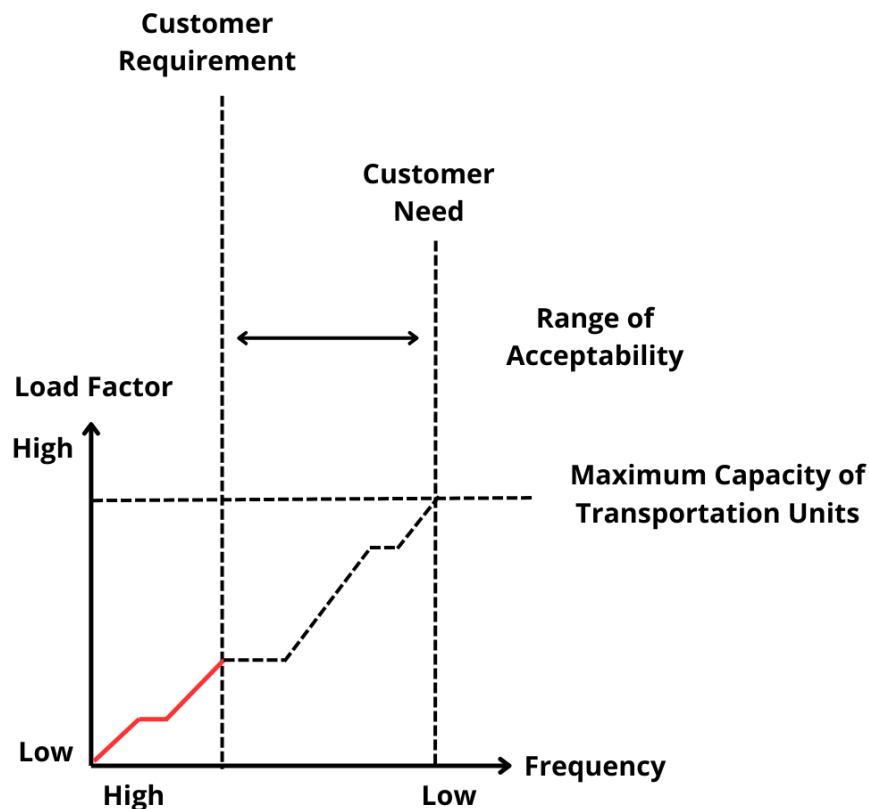 Customer
Requirement
Customer
Need
Range of
Acceptability
Load Factor
High
Maximum Capacity of
Transportation Units
Low
Frequency
High
Low